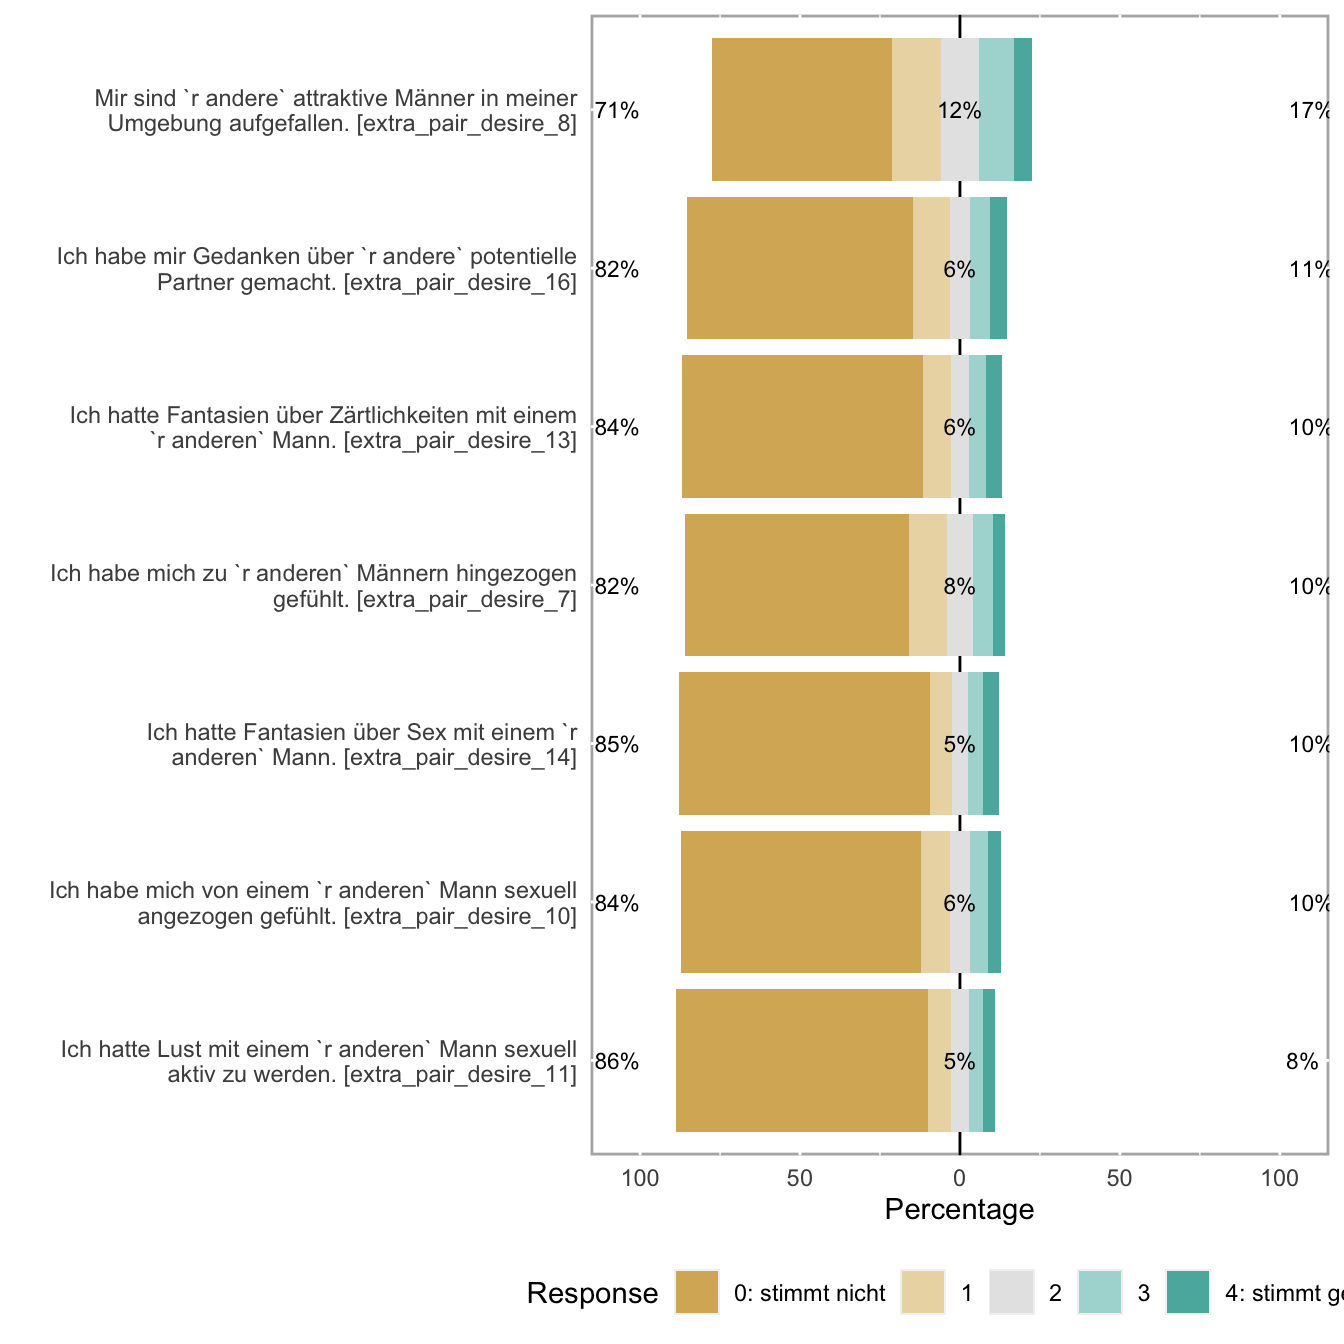 Mir sind `r andere` attraktive Männer in meiner
Umgebung aufgefallen. [extra_pair_desire_8]
71%
12%
17%
Ich habe mir Gedanken über `r andere` potentielle
Partner gemacht. [extra_pair_desire_16]
82%
6%
11%
Ich hatte Fantasien über Zärtlichkeiten mit einem
`r anderen` Mann. [extra_pair_desire_13]
84%
6%
10%
Ich habe mich zu `r anderen` Männern hingezogen
gefühlt. [extra_pair_desire_7]
82%
8%
10%
Ich hatte Fantasien über Sex mit einem `r
anderen` Mann. [extra_pair_desire_14]
85%
5%
10%
Ich habe mich von einem `r anderen` Mann sexuell
angezogen gefühlt. [extra_pair_desire_10]
84%
6%
10%
Ich hatte Lust mit einem `r anderen` Mann sexuell
aktiv zu werden. [extra_pair_desire_11]
86%
5%
8%
100 50 0 50 100
Percentage
Response 0: stimmt nicht 1 2 3 4: stimmt